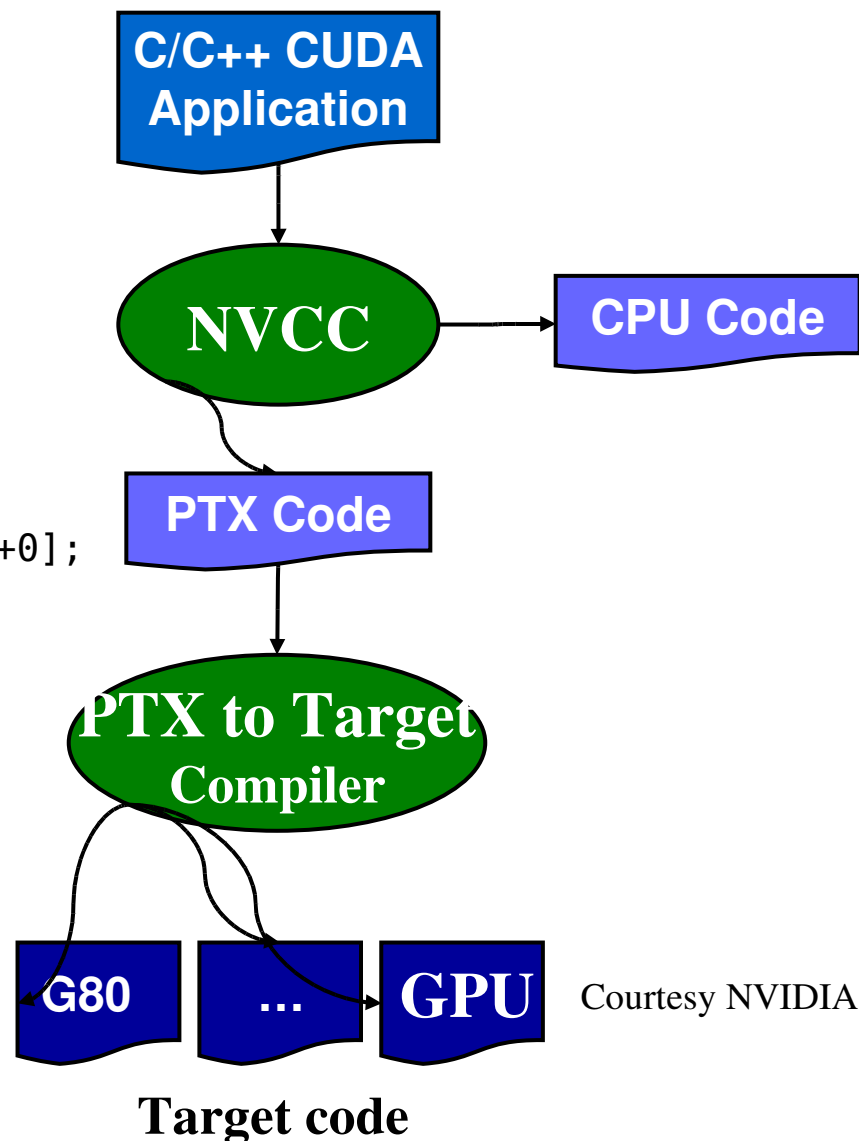 C/C++ CUDA
Application
NVCC
CPU Code
PTX Code
+0];
PTX to Target
Compiler
G80
...
GPU
Courtesy NVIDIA
Target code